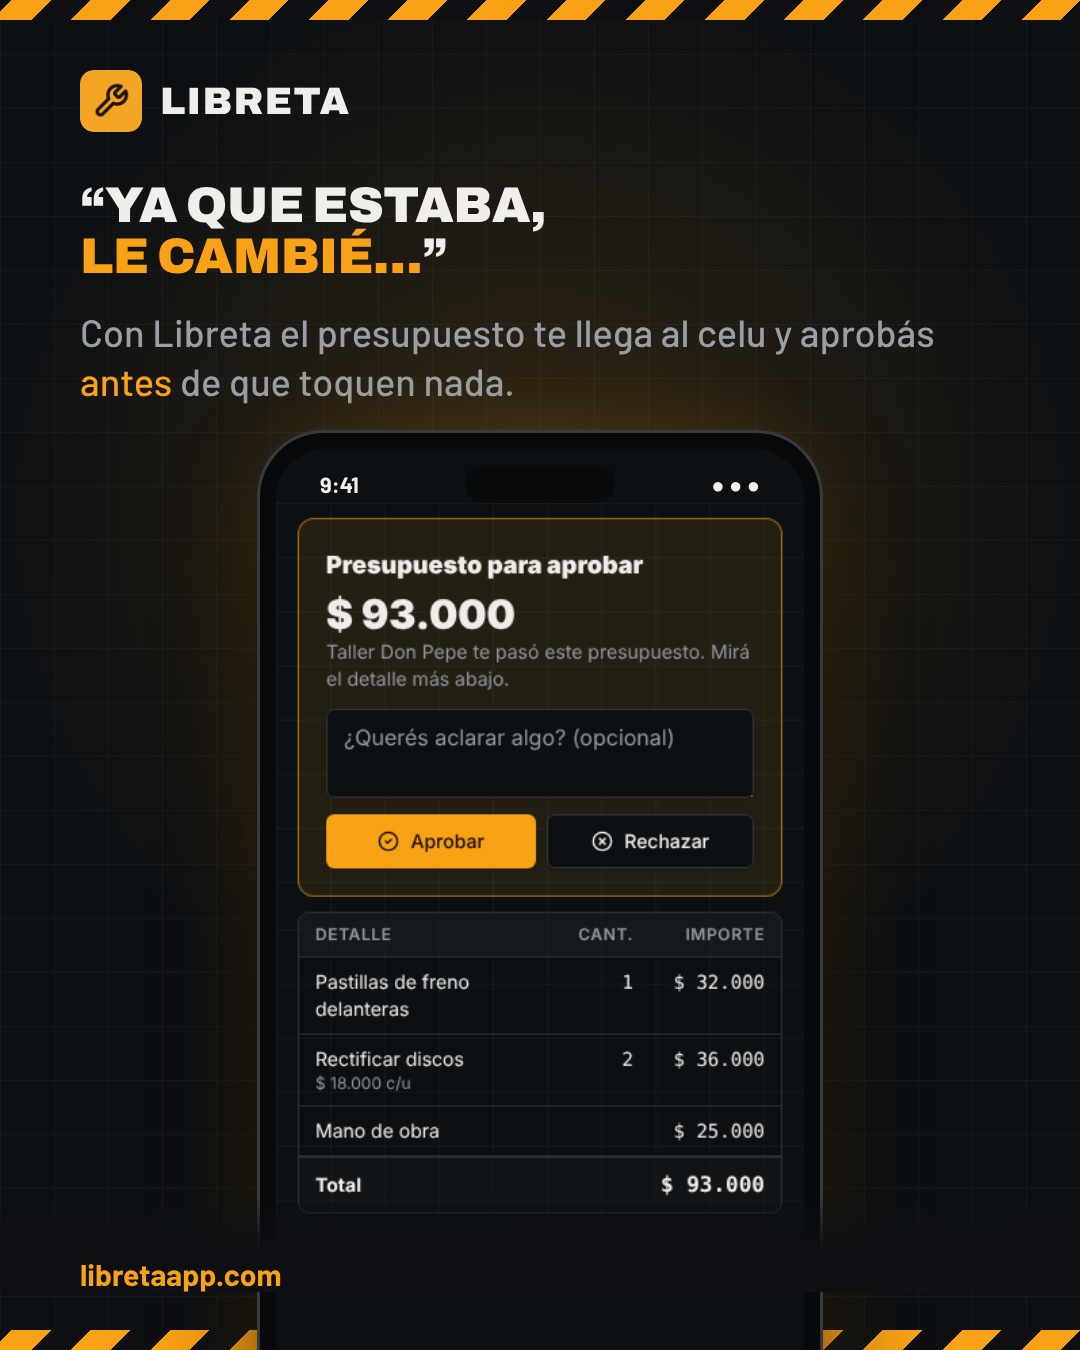 LIBRETA
“YA QUE ESTABA,
LE CAMBIÉ...”
Con Libreta el presupuesto te llega al celu y aprobás
antes de que toquen nada.
9:41
Presupuesto para aprobar
$ 93.000
Taller Don Pepe te pasó este presupuesto. Mirá
el detalle más abajo.
¿Querés aclarar algo? (opcional)
Aprobar Rechazar
DETALLE CANT. IMPORTE
Pastillas de freno 1 $ 32.000
delanteras
Rectificar discos 2 $ 36.000
$ 18.000 c/u
Mano de obra $ 25.000
Total $ 93.000
libretaapp.com